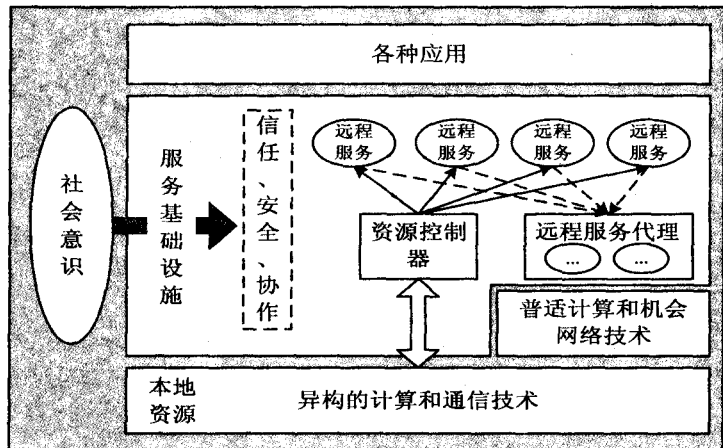 各种应用
社会意识
服务基础设施
信任、安全、协作
远程
服务
远程
服务
远程
服务
远程
服务
资源控制
器
远程服务代理
...
...
普适计算和机会
网络技术
本地
资源
异构的计算和通信技术